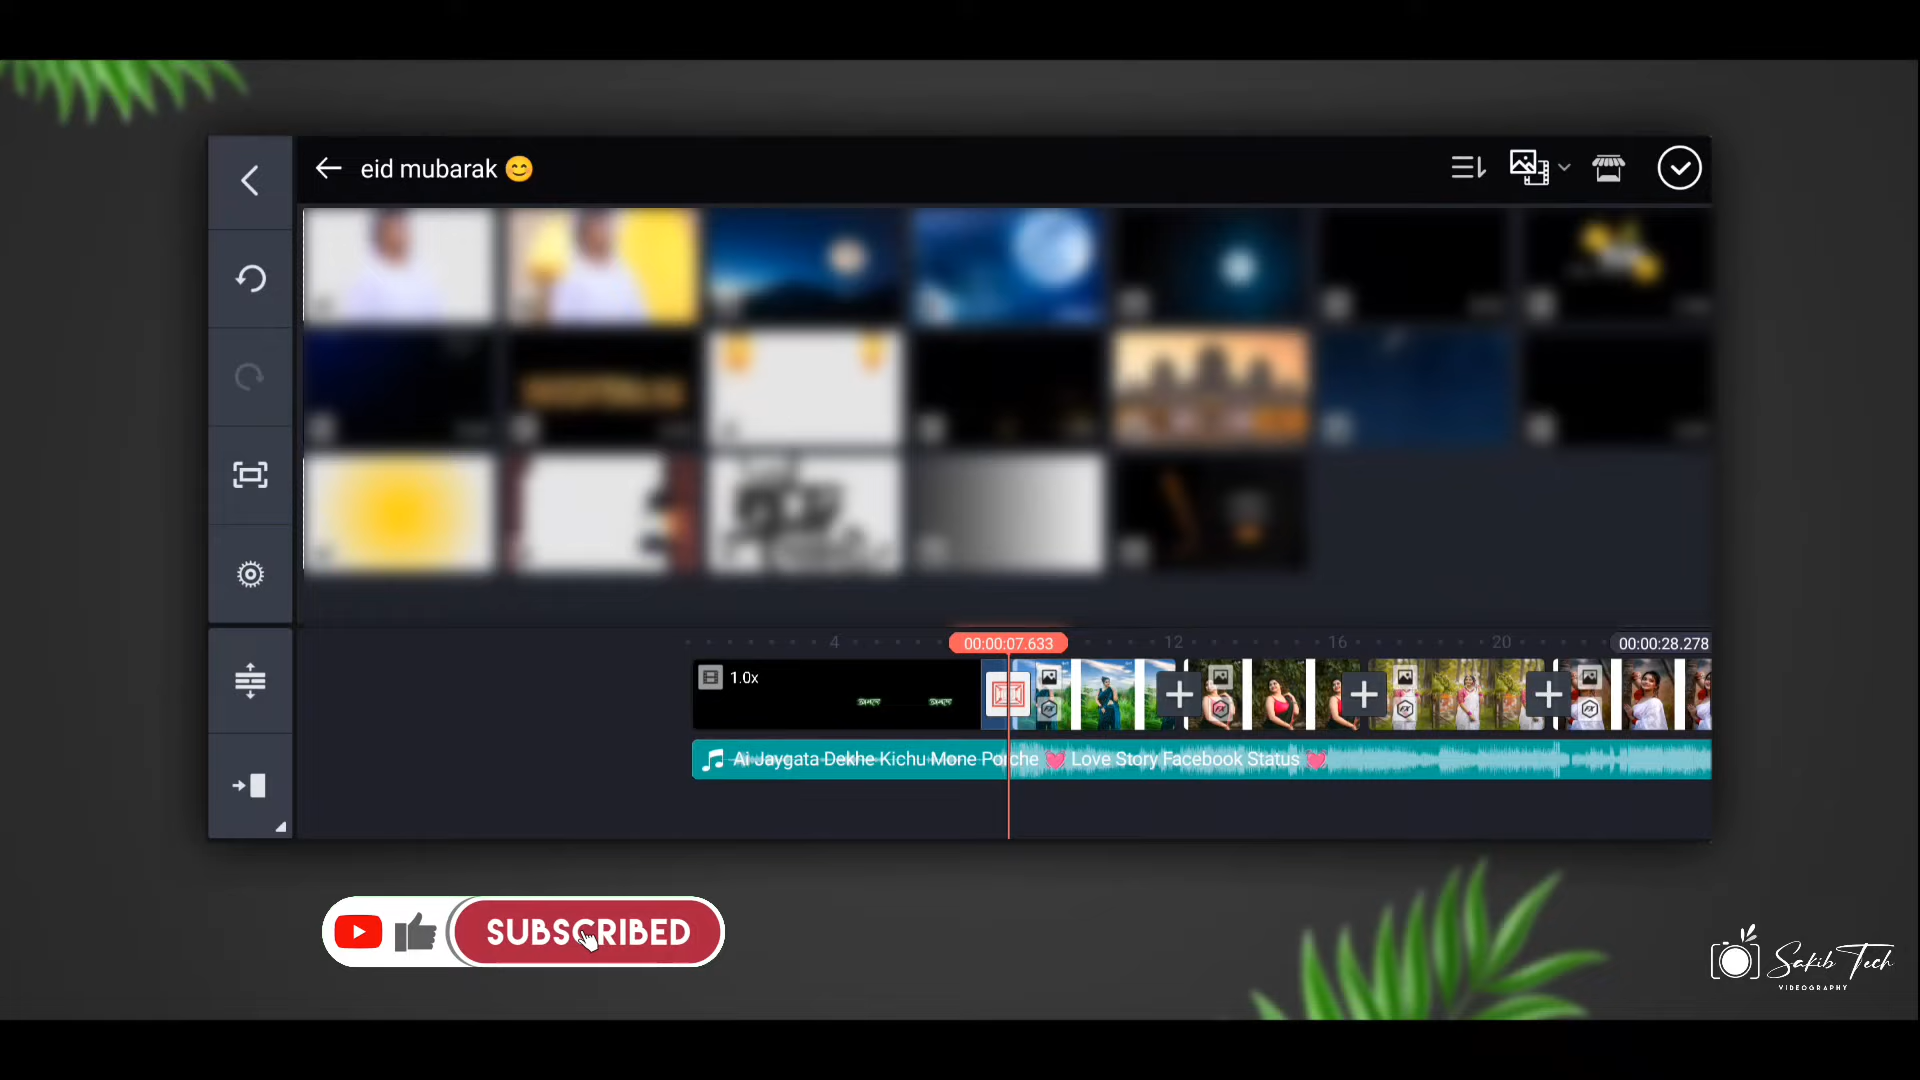 eid mubarak 😊
4
00:00:07.633
12
16
20
00:00:28.278
1.0x
Ai Jaygata Dekhe Kichu Mone Porche 💓 Love Story Facebook Status 💓
SUBSCRIBED
Sakib Tech
VIDEOGRAPHY